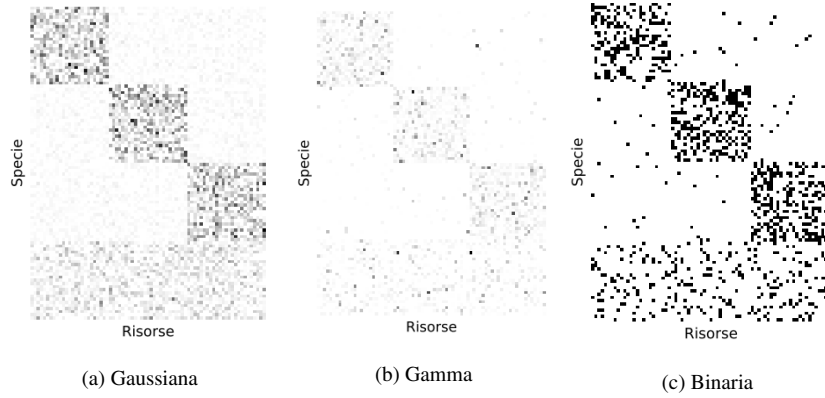 Specie
Risorse
(a) Gaussiana
Specie
Risorse
(b) Gamma
Specie
Risorse
(c) Binaria